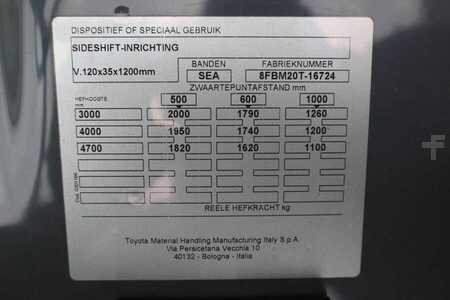 DISPOSITIEF OF SPECIAAL GEBRUIK
SIDESHIFT-INRICHTING
BANDEN FABRIEKNUMMER
V.120x35x1200mm SEA 8FBM20T-16724
ZWAARTEPUNTAFSTAND mm
HEFHOOGTE mm 500 600 1000
3000 2000 1790 1260
4000 1950 1740 1200
4700 1820 1620 1100
REELE HEFKRACHT kg
Toyota Material Handling Manufacturing Italy S.p.A.
Via Persicetana Vecchia 10
40132 - Bologna - Italia